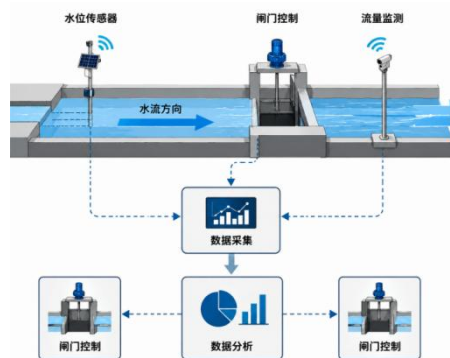 水位传感器
闸门控制
流量监测
水流方向
数据采集
闸门控制
数据分析
闸门控制